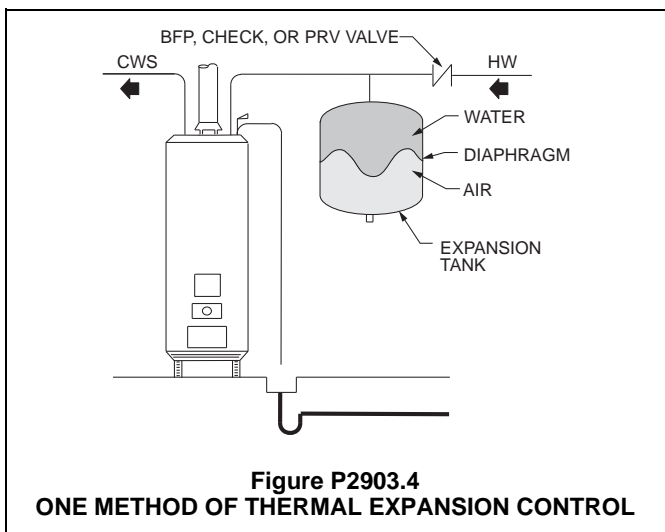 BFP, CHECK, OR PRV VALVE
CWS
HW
WATER
DIAPHRAGM
AIR
EXPANSION
TANK
Figure P2903.4
ONE METHOD OF THERMAL EXPANSION CONTROL